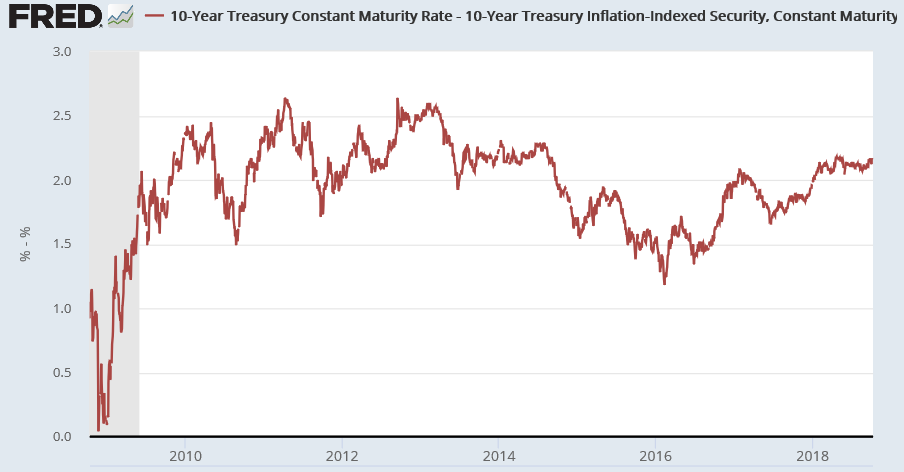 FRED 10-Year Treasury Constant Maturity Rate - 10-Year Treasury Inflation-Indexed Security, Constant Maturity
3.0
2.5
2.0
1.5
1.0
0.5
0.0
% - %
2010 2012 2014 2016 2018